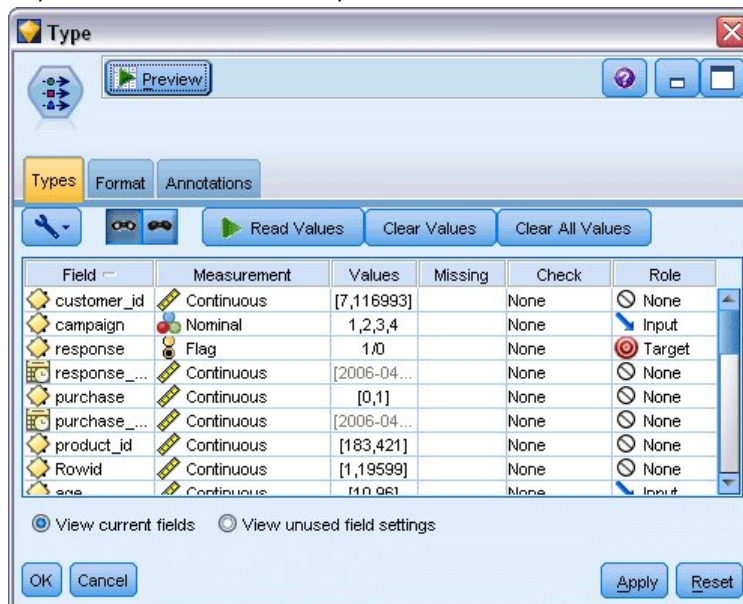 Type
Preview
Types Format Annotations
Read Values Clear Values Clear All Values
Field Measurement Values Missing Check Role
customer_id Continuous [7,116993] None None
campaign Nominal 1,2,3,4 None Input
response Flag 1/0 None Target
response_... Continuous [2006-04... None None
purchase Continuous [0,1] None None
purchase_... Continuous [2006-04... None None
product_id Continuous [183,421] None None
Rowid Continuous [1,19599] None None
age Continuous [10,96] None Input
View current fields View unused field settings
OK Cancel Apply Reset